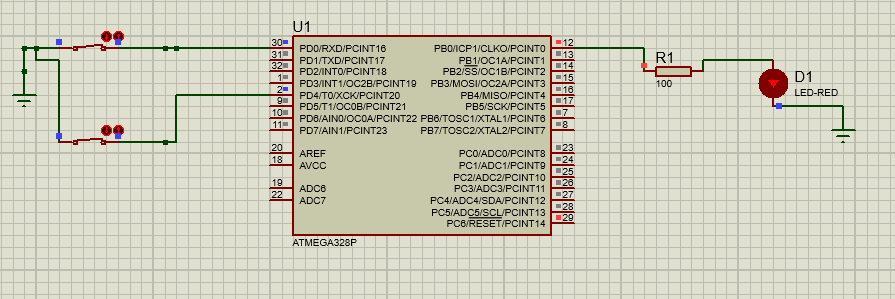 U1
30 PD0/RXD/PCINT16 PB0/ICP1/CLKO/PCINT0 12
31 PD1/TXD/PCINT17 PB1/OC1A/PCINT1 13
32 PD2/INT0/PCINT18 PB2/SS/OC1B/PCINT2 14
1 PD3/INT1/OC2B/PCINT19 PB3/MOSI/OC2A/PCINT3 15
2 PD4/T0/XCK/PCINT20 PB4/MISO/PCINT4 16
9 PD5/T1/OC0B/PCINT21 PB5/SCK/PCINT5 17
10 PD6/AIN0/OC0A/PCINT22 PB6/TOSC1/XTAL1/PCINT6 7
11 PD7/AIN1/PCINT23 PB7/TOSC2/XTAL2/PCINT7 8
20 AREF PC0/ADC0/PCINT8 23
18 AVCC PC1/ADC1/PCINT9 24
PC2/ADC2/PCINT10 25
19 ADC6 PC3/ADC3/PCINT11 26
22 ADC7 PC4/ADC4/SDA/PCINT12 27
PC5/ADC5/SCL/PCINT13 28
PC6/RESET/PCINT14 29
ATMEGA328P
R1
100
D1
LED-RED